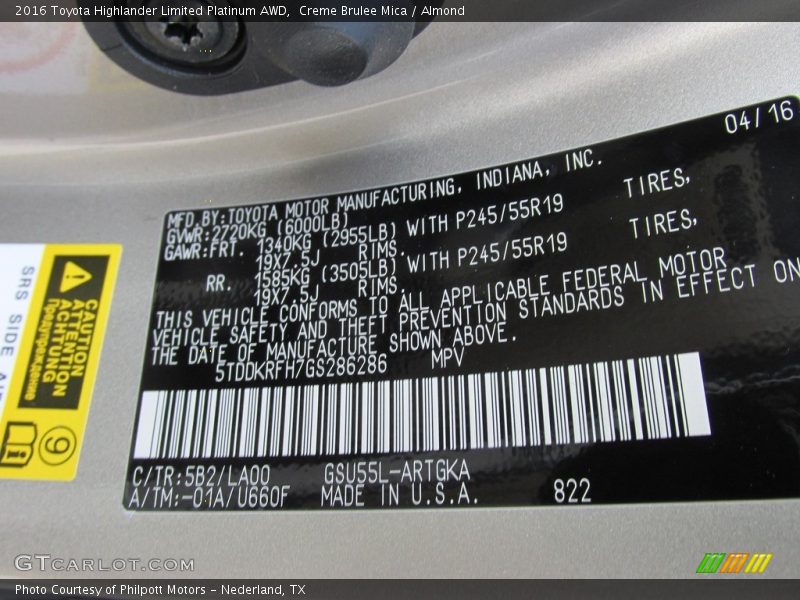 2016 Toyota Highlander Limited Platinum AWD,  Creme Brulee Mica / Almond
04/16
MFD.BY:TOYOTA MOTOR MANUFACTURING, INDIANA, INC.
GVWR:2720KG (6000LB)
GAWR:FRT. 1340KG (2955LB) WITH P245/55R19 TIRES,
19X7.5J RIMS.
RR. 1585KG (3505LB) WITH P245/55R19 TIRES,
19X7.5J RIMS.
THIS VEHICLE CONFORMS TO ALL APPLICABLE FEDERAL MOTOR
VEHICLE SAFETY AND THEFT PREVENTION STANDARDS IN EFFECT ON
THE DATE OF MANUFACTURE SHOWN ABOVE.
5TDDKRFH7GS286286 MPV
C/TR:5B2/LA00 GSU55L-ARTGKA
A/TM:-01A/U660F MADE IN U.S.A. 822
SRS SIDE
CAUTION
ATTENTION
ACHTUNG
Предупреждение
9
GTCARLOT.COM
Photo Courtesy of Philpott Motors - Nederland, TX